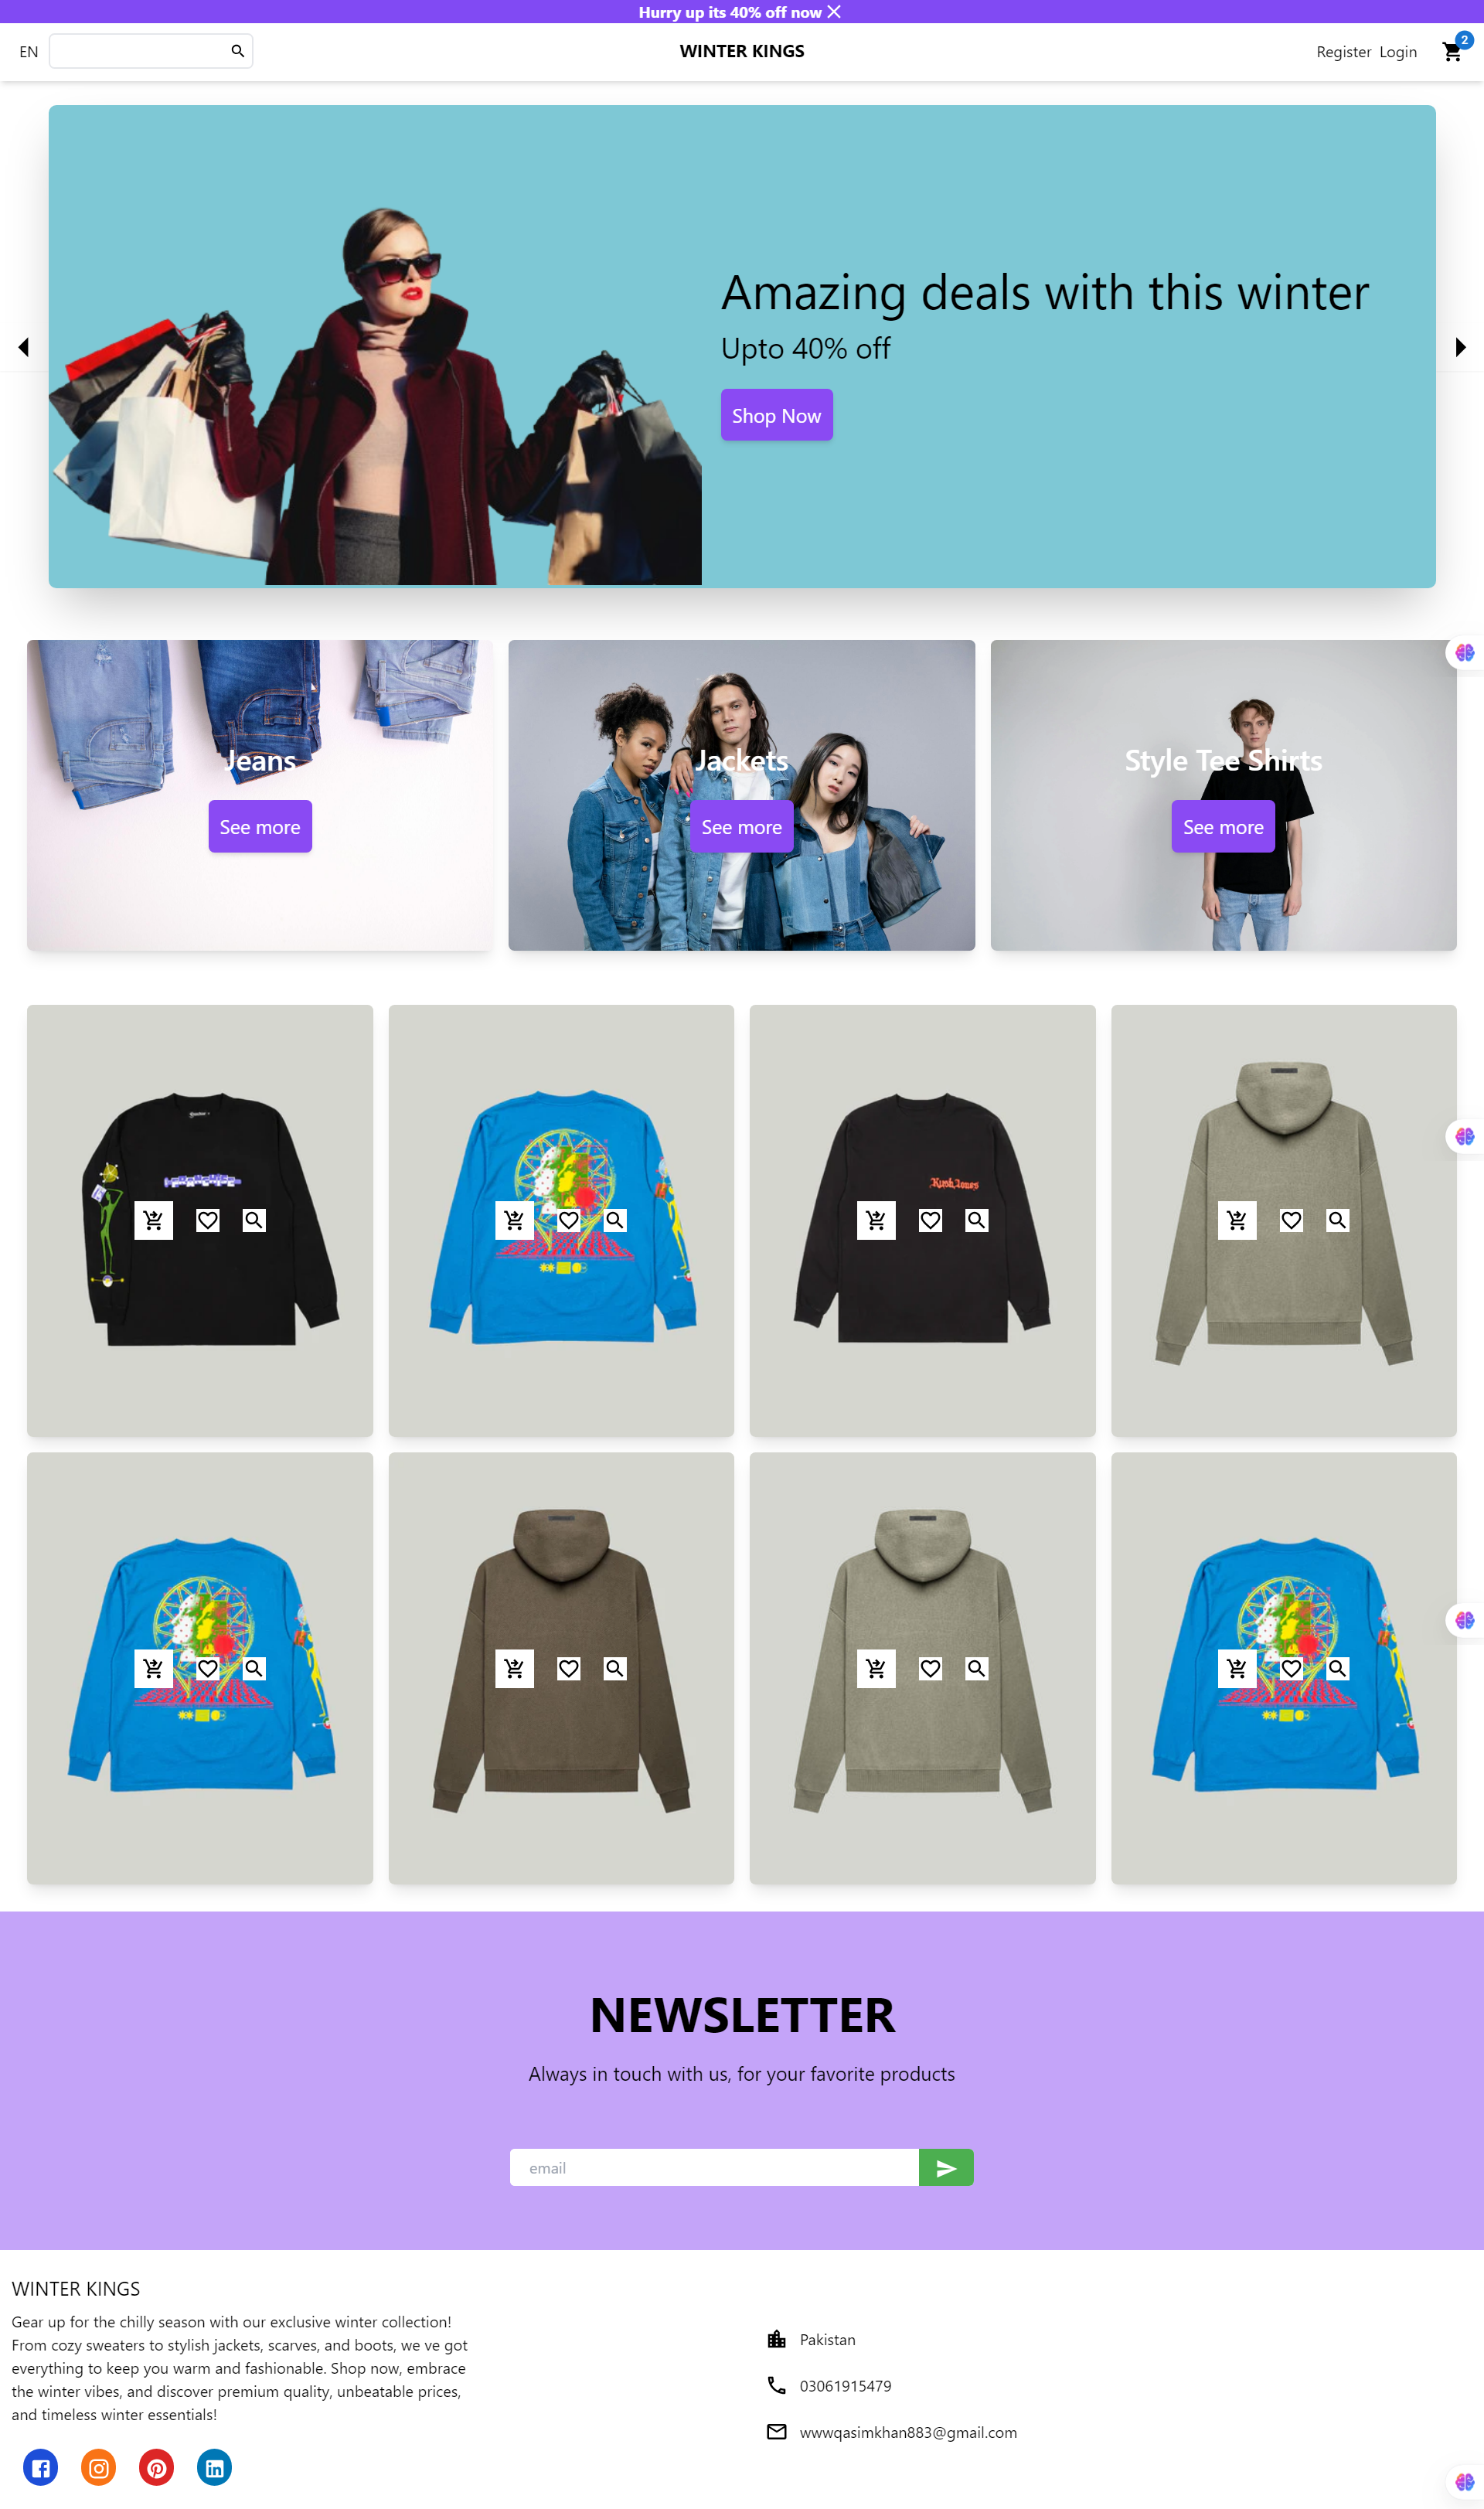 Hurry up its 40% off now
EN
WINTER KINGS
Register Login
2
Amazing deals with this winter
Upto 40% off
Shop Now
Jeans
See more
Jackets
See more
Style Tee Shirts
See more
Kush Jones
NEWSLETTER
Always in touch with us, for your favorite products
email
WINTER KINGS
Gear up for the chilly season with our exclusive winter collection!
From cozy sweaters to stylish jackets, scarves, and boots, we ve got
everything to keep you warm and fashionable. Shop now, embrace
the winter vibes, and discover premium quality, unbeatable prices,
and timeless winter essentials!
Pakistan
03061915479
wwwqasimkhan883@gmail.com